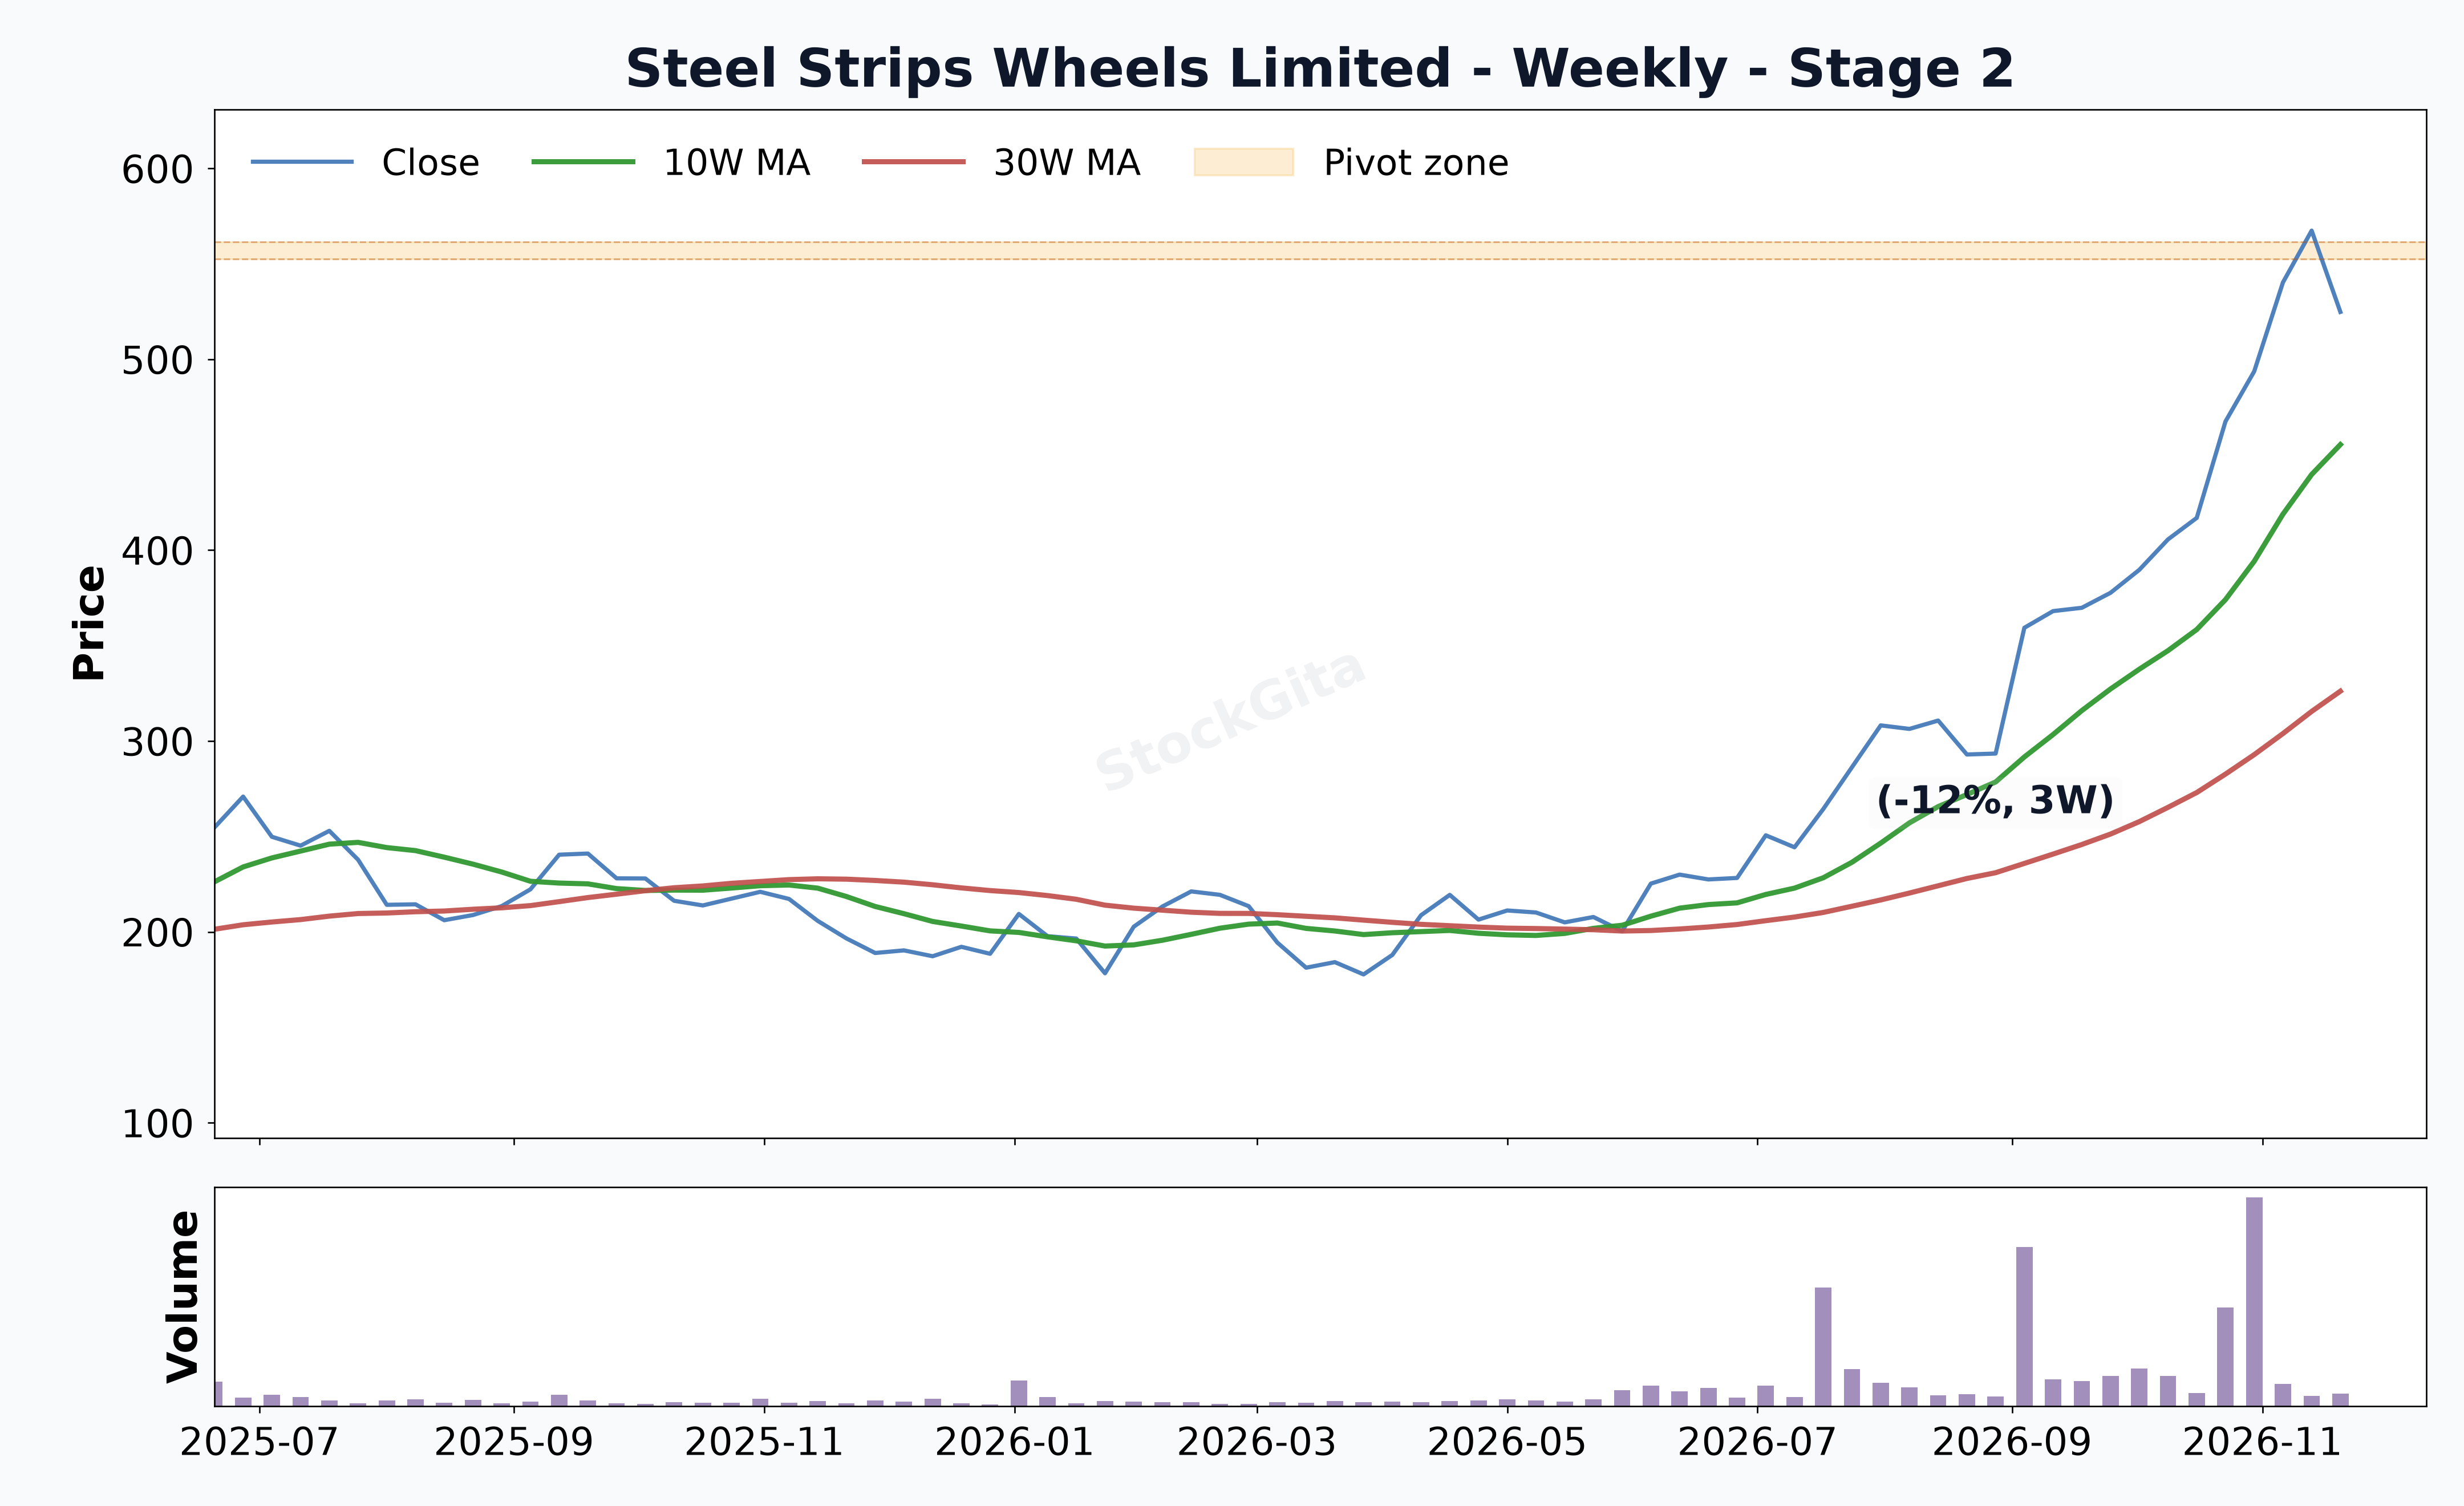 Steel Strips Wheels Limited - Weekly - Stage 2
Close 10W MA 30W MA Pivot zone
600
500
400
300
200
100
Price
StockGita
(-12%, 3W)
Volume
2025-07 2025-09 2025-11 2026-01 2026-03 2026-05 2026-07 2026-09 2026-11